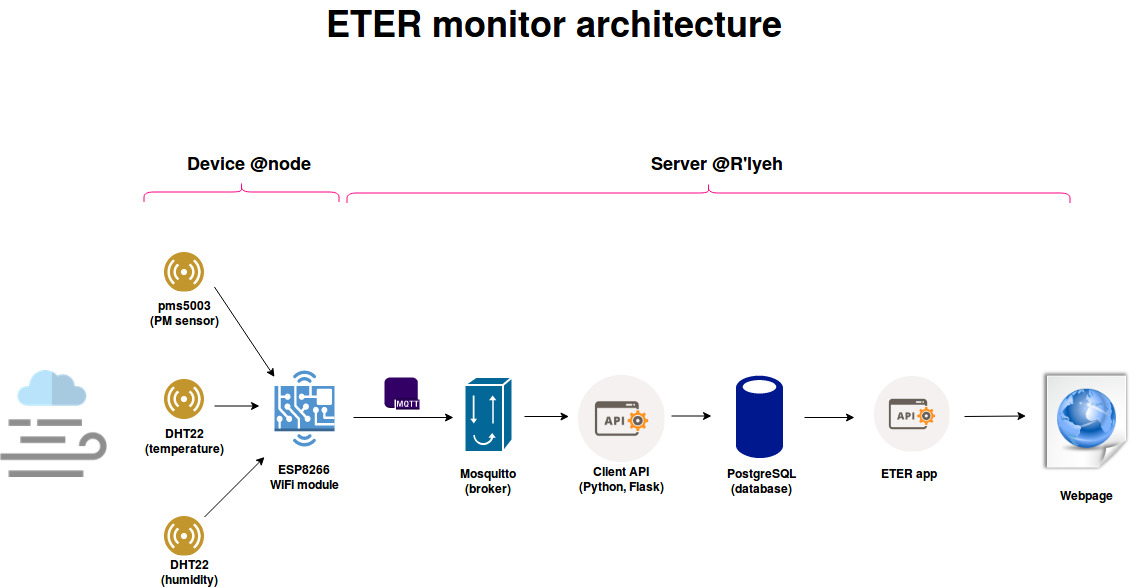 ETER monitor architecture
Device @node
Server @R'lyeh
pms5003
(PM sensor)
DHT22
(temperature)
DHT22
(humidity)
ESP8266
WiFi module
MQTT
Mosquitto
(broker)
API
Client API
(Python, Flask)
PostgreSQL
(database)
API
ETER app
Webpage